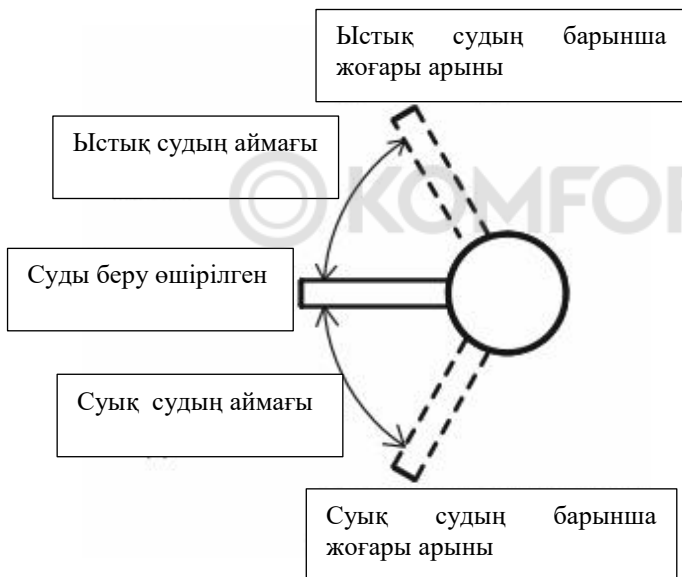 Ыстық судың барынша
жоғары арыны
Ыстық судың аймағы
KOMFOR
Суды беру өшірілген
Суық судың аймағы
Суық судың барынша
жоғары арыны